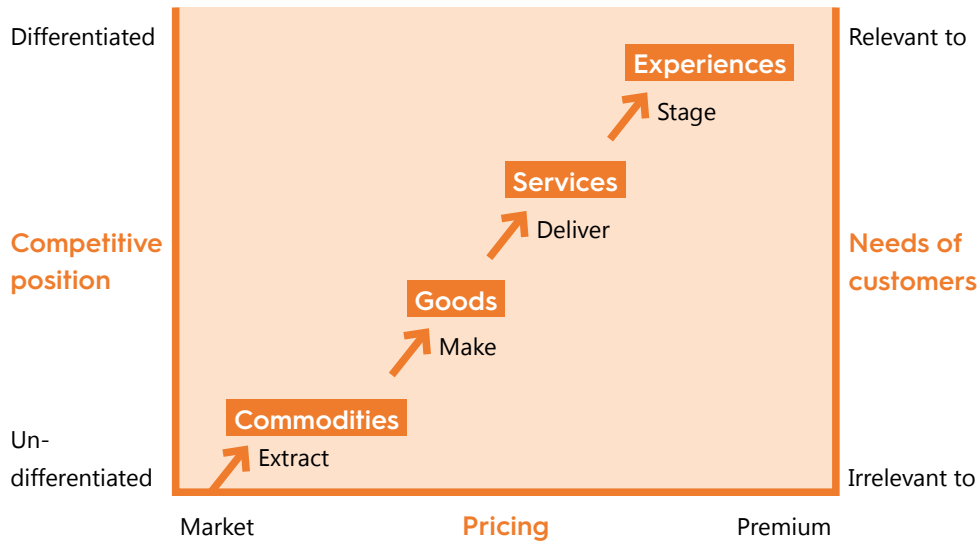 Differentiated
Relevant to
Experiences
Stage
Services
Deliver
Competitive
position
Needs of
customers
Goods
Make
Commodities
Extract
Un-
differentiated
Irrelevant to
Market
Pricing
Premium